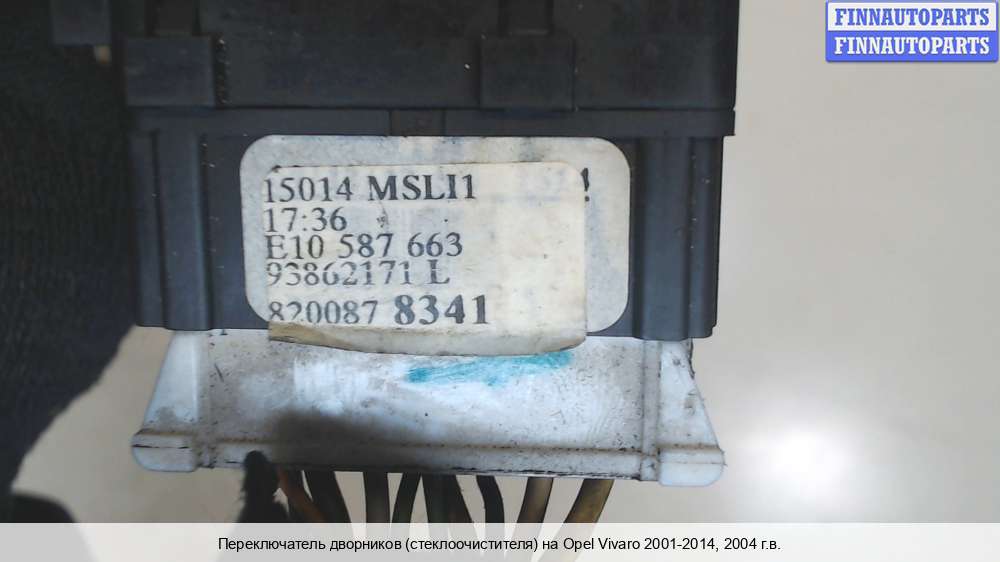 FINNAUTOPARTS
FINNAUTOPARTS
15014 MSLI1
17:36
E10 587 663
93862171 L
820087 8341
Переключатель дворников (стеклоочистителя) на Opel Vivaro 2001-2014, 2004 г.в.